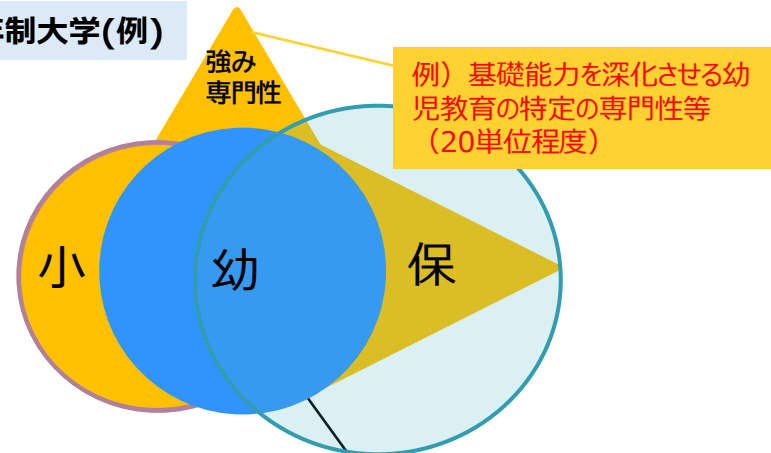 制大学(例)
強み
専門性
例）基礎能力を深化させる幼
児教育の特定の専門性等
（20単位程度）
小
幼
保